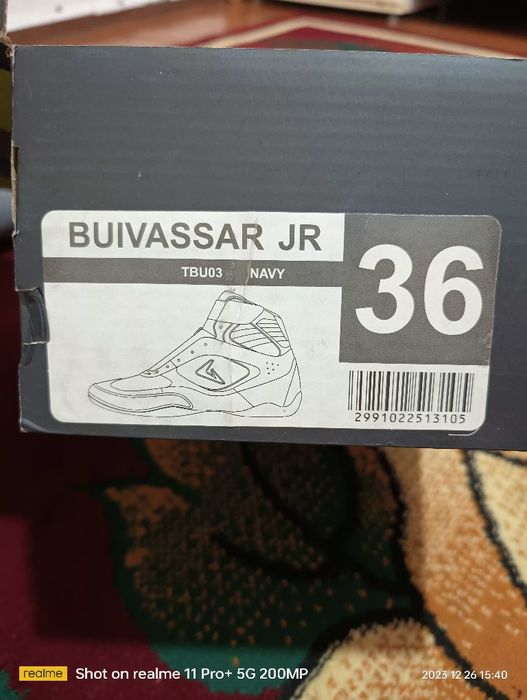 BUIVASSAR JR
TBU03 NAVY
36
2991022513105
realme Shot on realme 11 Pro+ 5G 200MP
2023 12 26 15:40